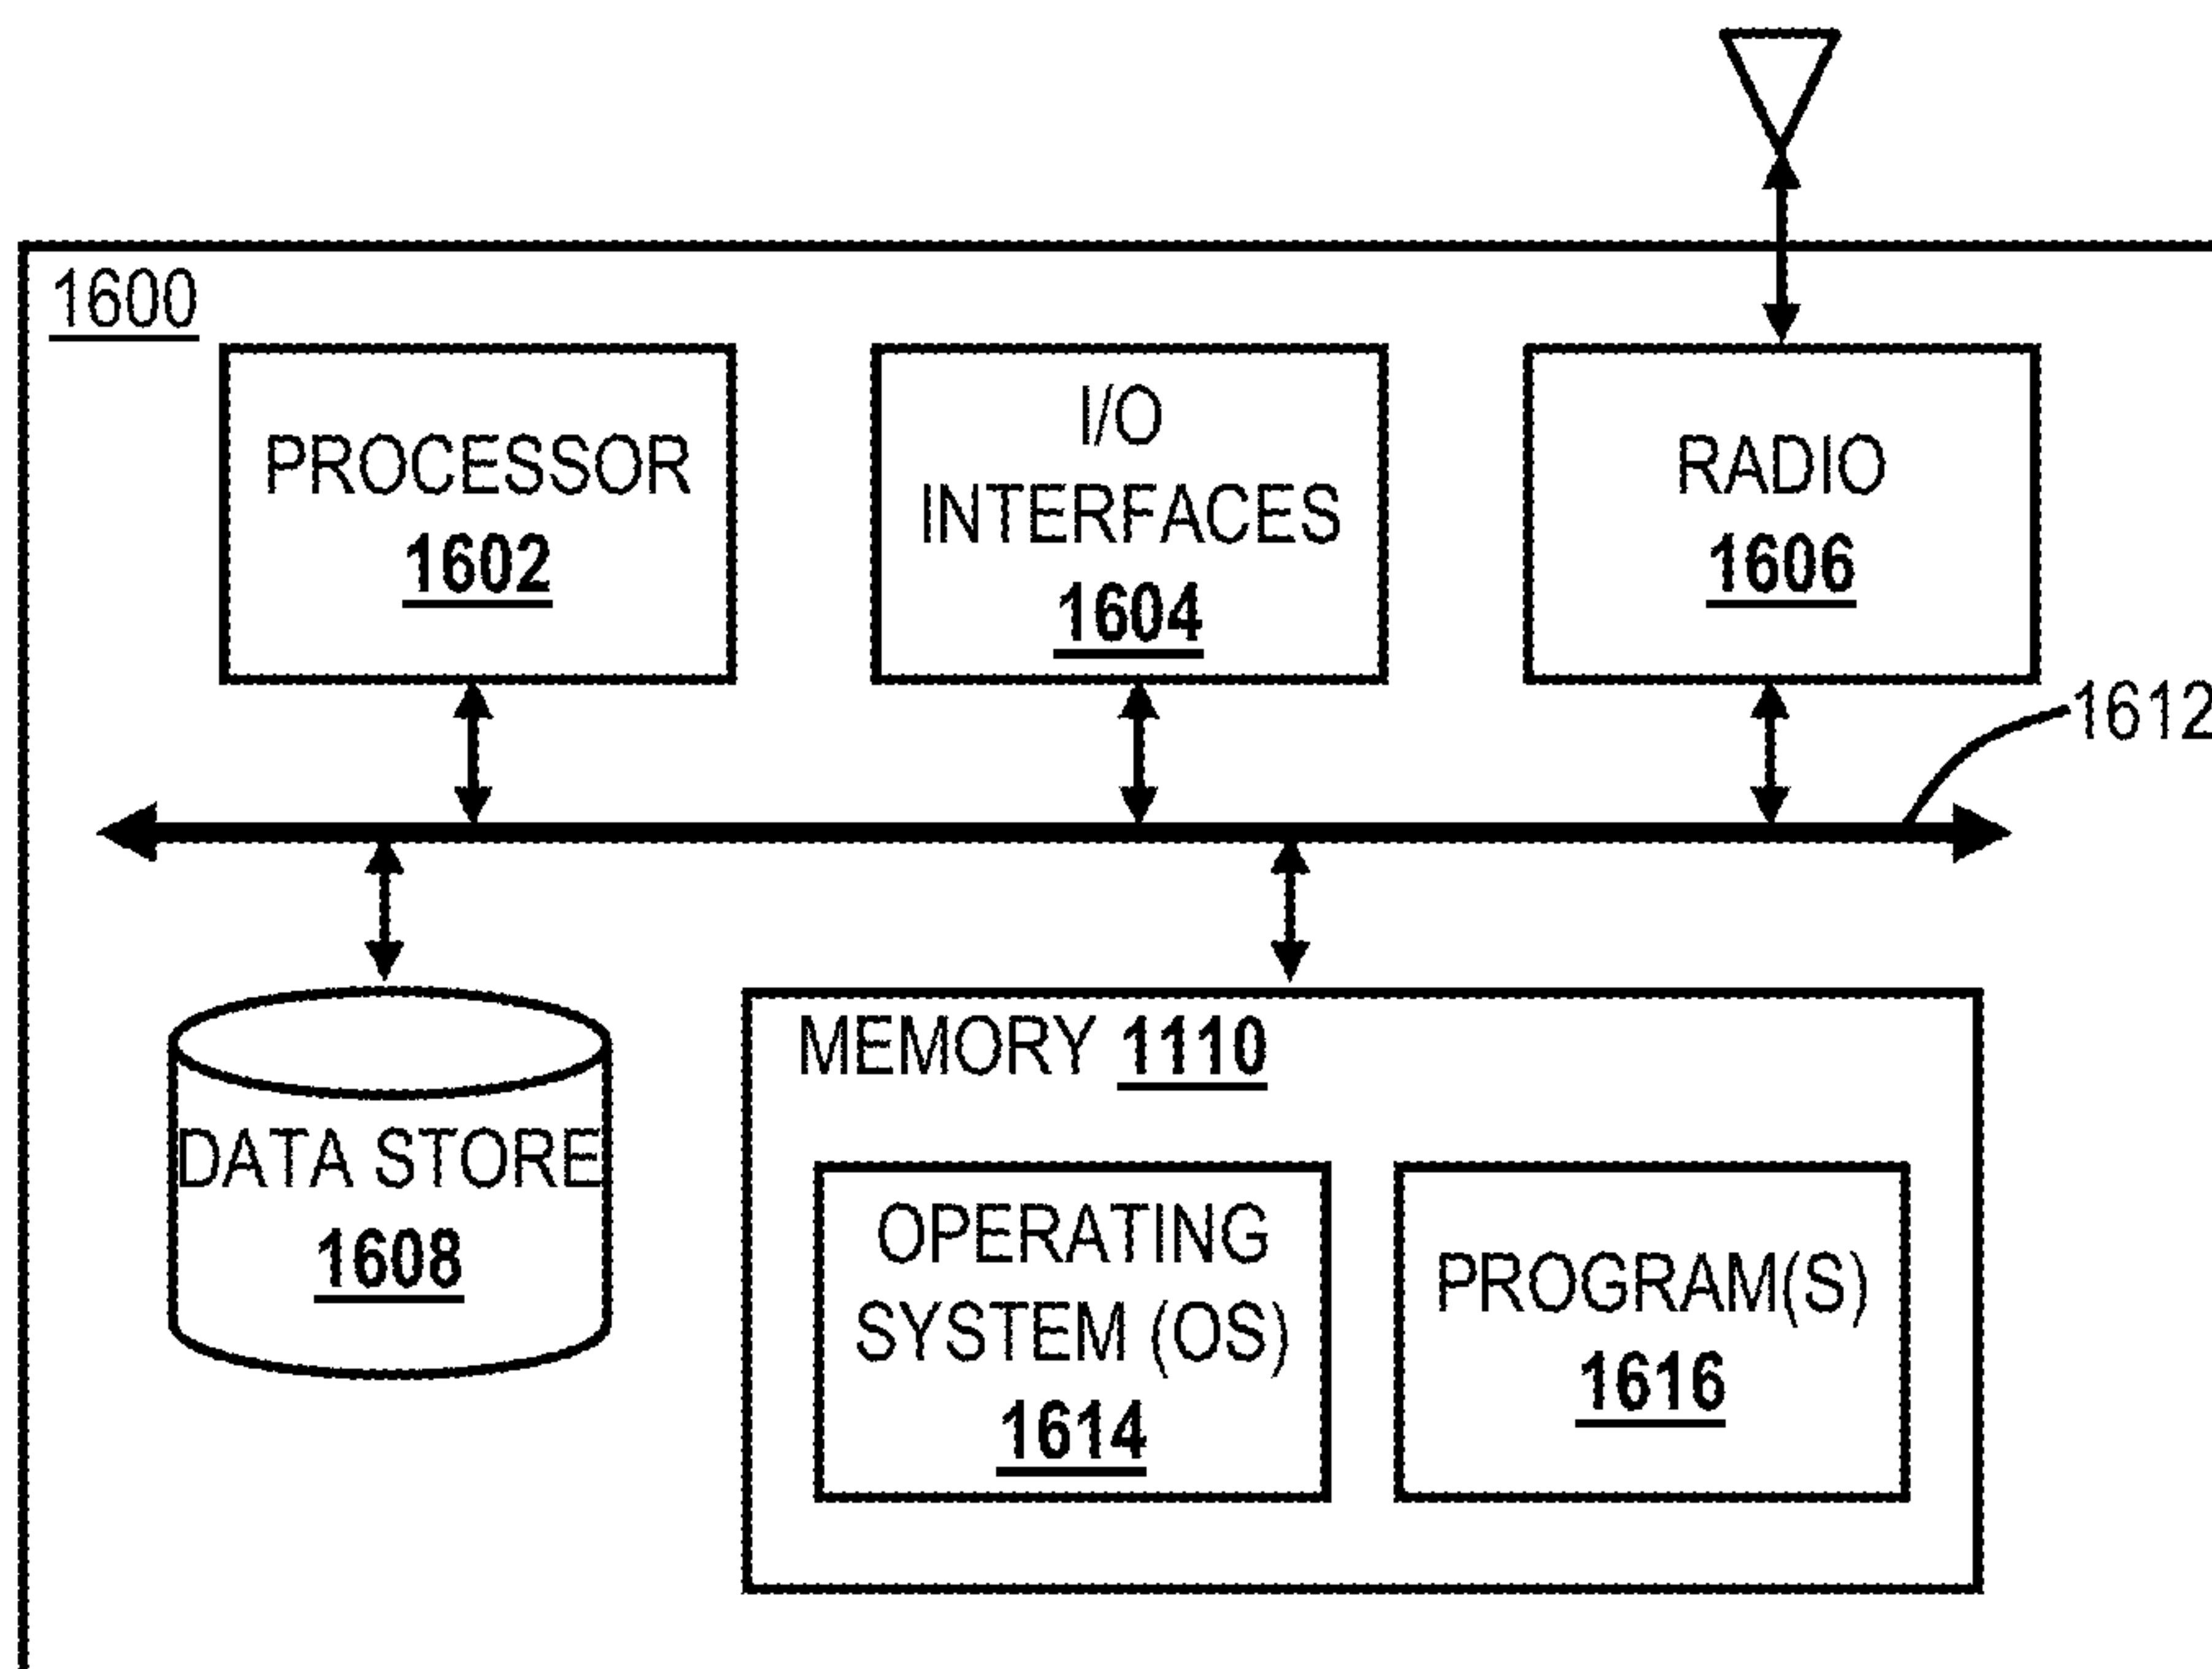 1600
PROCESSOR
1602
I/O
INTERFACES
1604
RADIO
1606
1612
DATA STORE
1608
MEMORY 1110
OPERATING
SYSTEM (OS)
1614
PROGRAM(S)
1616